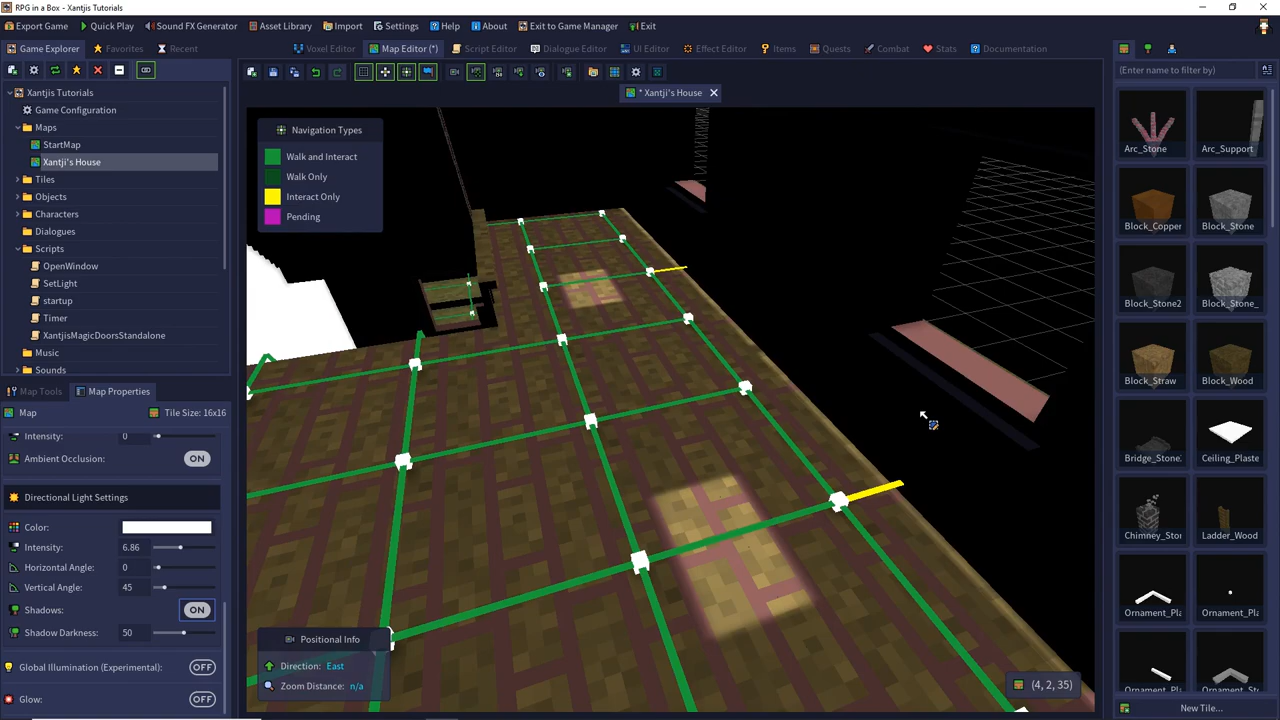 RPG in a Box - Xantjis Tutorials
Export Game
Quick Play
Sound FX Generator
Asset Library
Import
Settings
Help
About
Exit to Game Manager
Exit
Game Explorer
Favorites
Recent
Voxel Editor
Map Editor (*)
Script Editor
Dialogue Editor
UI Editor
Effect Editor
Items
Quests
Combat
Stats
Documentation
* Xantji's House
(Enter name to filter by)
Xantjis Tutorials
Game Configuration
Maps
StartMap
Xantji's House
Tiles
Objects
Characters
Dialogues
Scripts
OpenWindow
SetLight
startup
Timer
XantjisMagicDoorsStandalone
Music
Sounds
Map Tools
Map Properties
Map
Tile Size: 16x16
Intensity: 0
Ambient Occlusion: ON
Directional Light Settings
Color:
Intensity: 6.86
Horizontal Angle: 0
Vertical Angle: 45
Shadows: ON
Shadow Darkness: 50
Global Illumination (Experimental): OFF
Glow: OFF
Navigation Types
Walk and Interact
Walk Only
Interact Only
Pending
Positional Info
Direction: East
Zoom Distance: n/a
(4, 2, 35)
Arc_Stone
Arc_Support
Block_Copper
Block_Stone
Block_Stone2
Block_Stone_
Block_Straw
Block_Wood
Bridge_Stone
Ceiling_Plaste
Chimney_Stor
Ladder_Wood
Ornament_Pla
Ornament_Pla
Ornament_Pla
Ornament_St
New Tile...